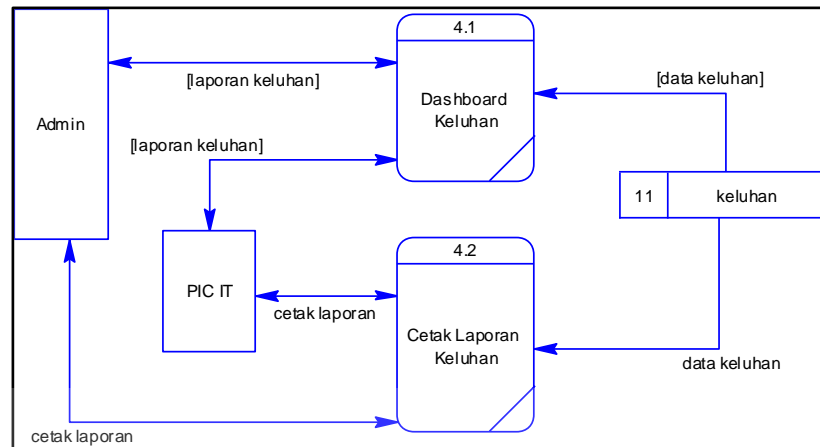 4.1
[laporan keluhan]
[data keluhan]
Dashboard
Keluhan
Admin
[laporan keluhan]
11
keluhan
4.2
PIC IT
cetak laporan
Cetak Laporan
Keluhan
data keluhan
cetak laporan